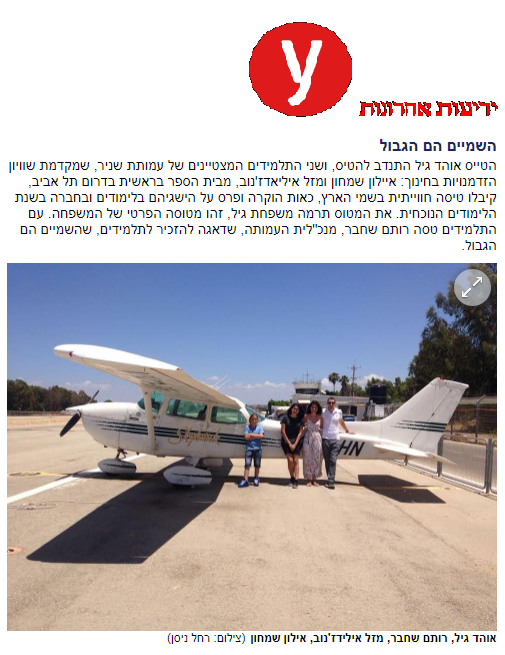 y
ידיעות אחרונות
השמיים הם הגבול
הטייס אוהד גיל התנדב להטיס, ושני התלמידים המצטיינים של עמותת שניר, שמקדמת שוויון
הזדמנויות בחינוך: איילון שמחון ומזל איליאדז'נוב, מבית הספר בראשית בדרום תל אביב,
קיבלו טיסה חווייתית בשמי הארץ, כאות הוקרה ופרס על הישגיהם בלימודים ובחברה בשנת
הלימודים הנוכחית. את המטוס תרמה משפחת גיל, זהו מטוסה הפרטי של המשפחה. עם
התלמידים טסה רותם שחבר, מנכ"לית העמותה, שדאגה להזכיר לתלמידים, שהשמיים הם
הגבול.
HN
אוהד גיל, רותם שחבר, מזל אילידז'נוב, אילון שמחון (צילום: רחל ניסן)